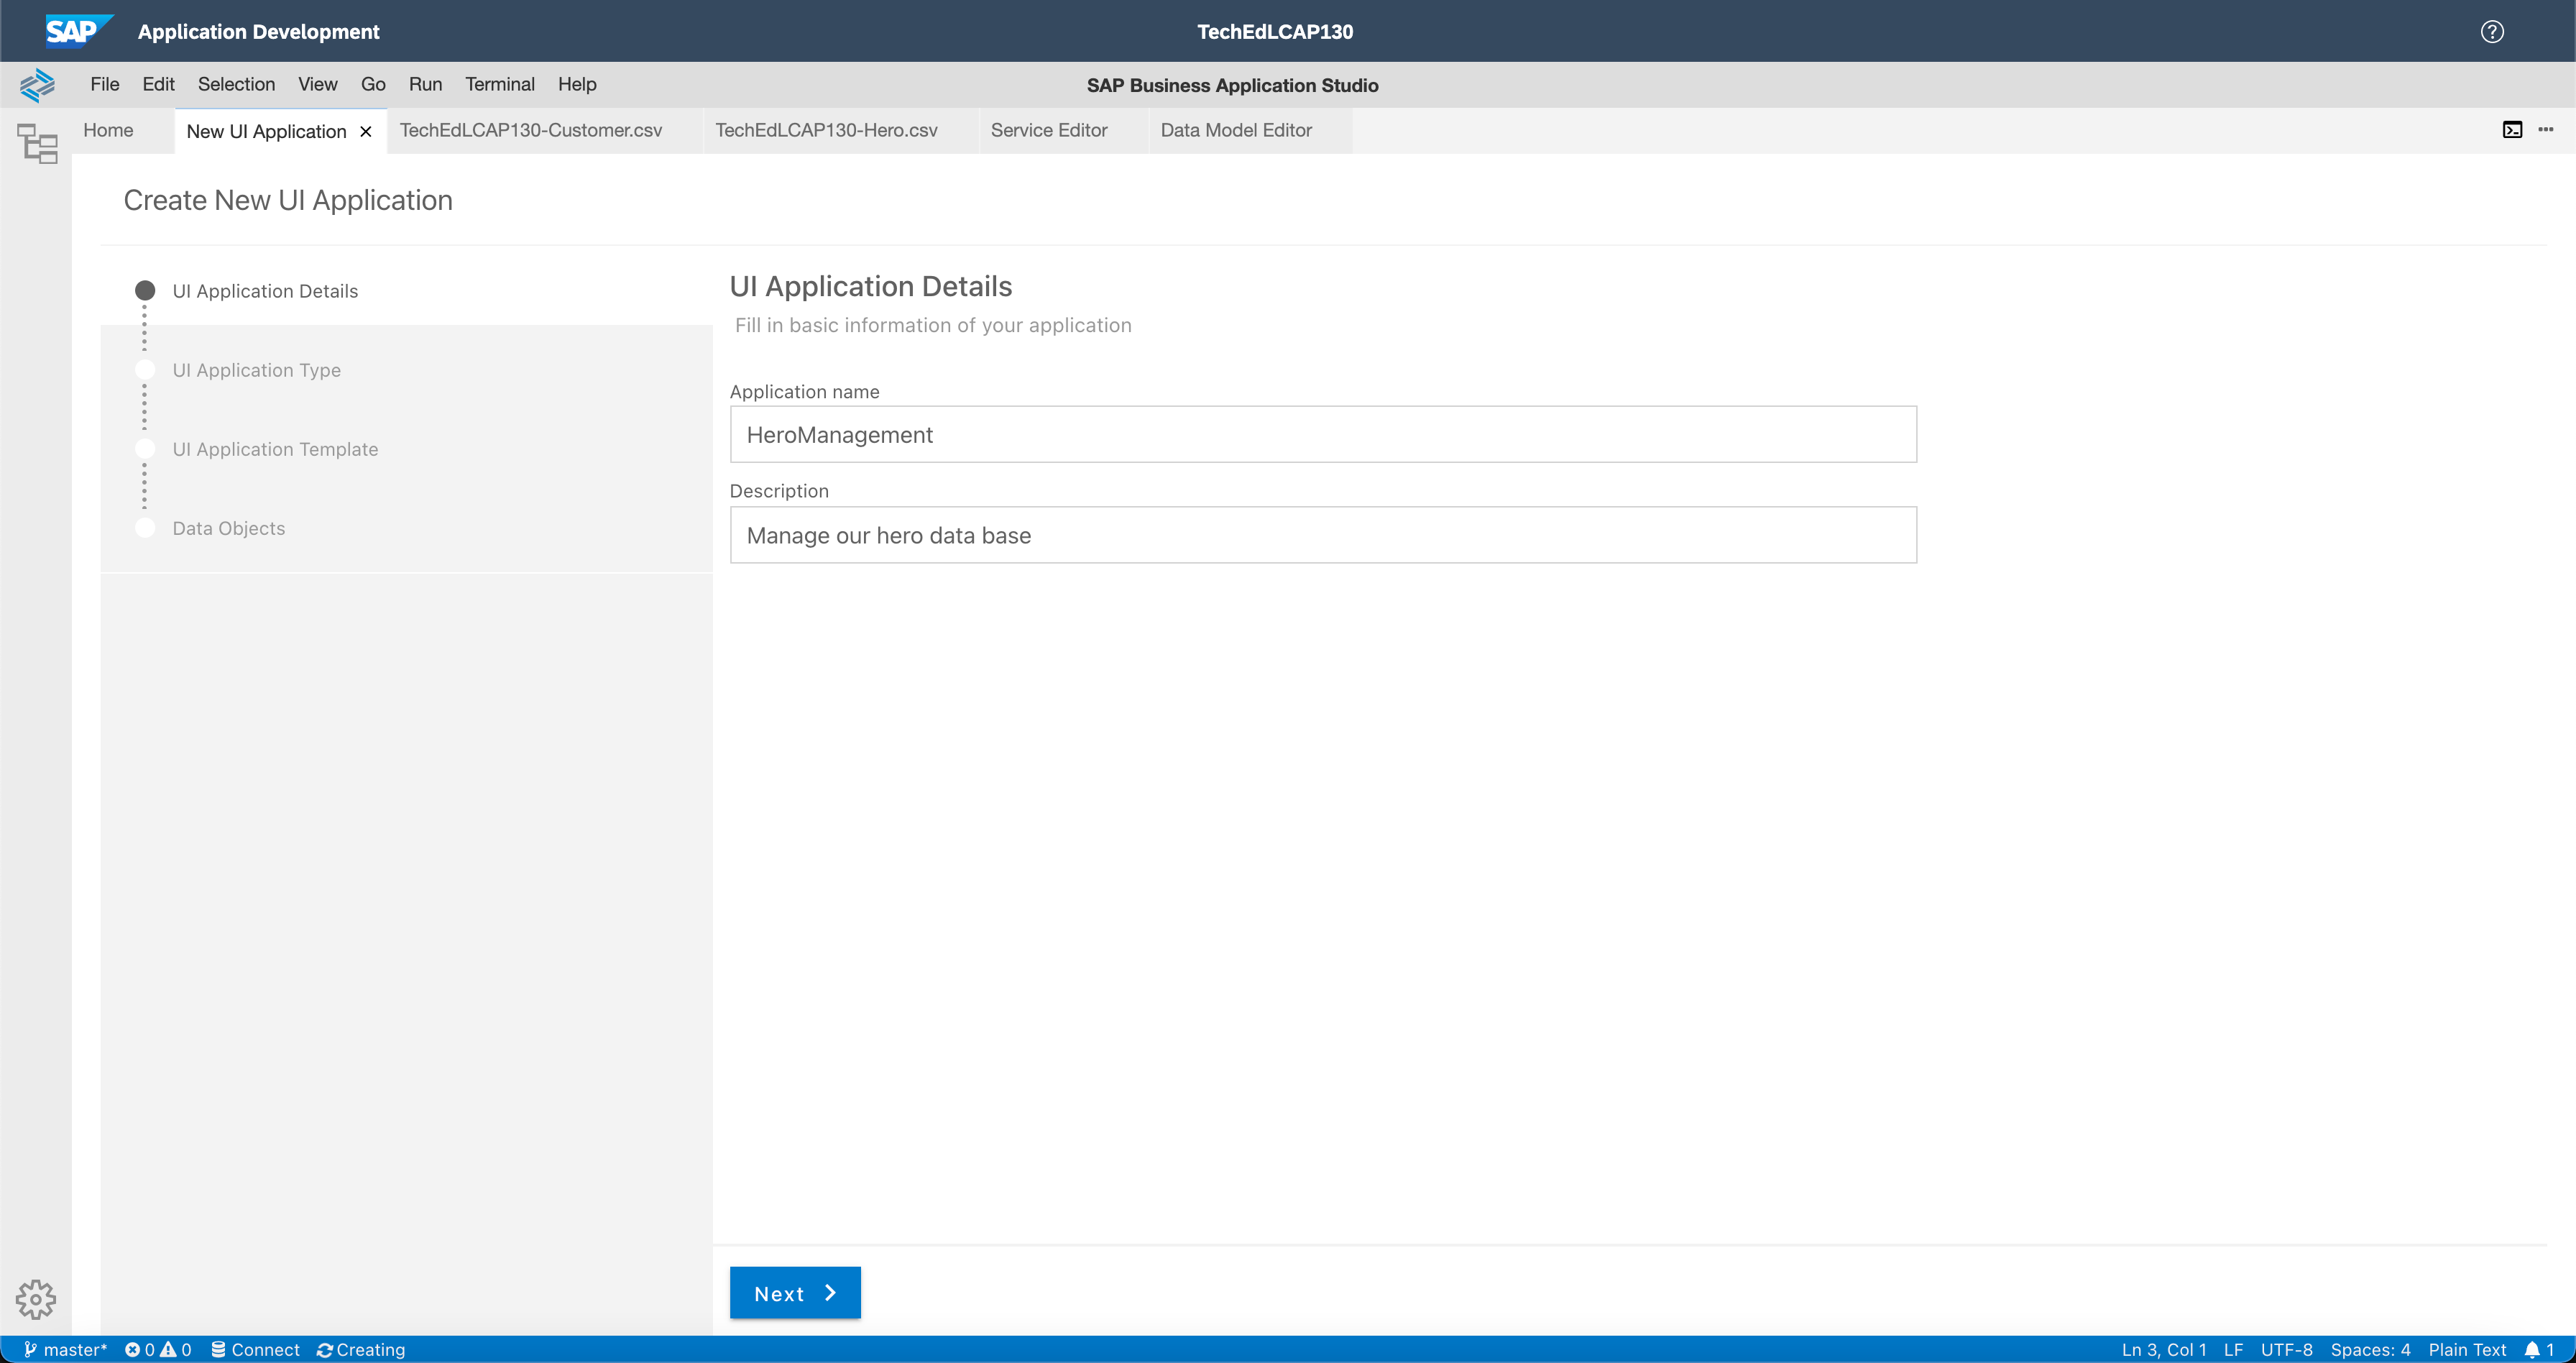 SAP Application Development TechEdLCAP130 ?
File Edit Selection View Go Run Terminal Help SAP Business Application Studio
Home New UI Application × TechEdLCAP130-Customer.csv TechEdLCAP130-Hero.csv Service Editor Data Model Editor
Create New UI Application
UI Application Details
UI Application Type
UI Application Template
Data Objects
UI Application Details
Fill in basic information of your application
Application name
HeroManagement
Description
Manage our hero data base
Next
master* 0 0 Connect Creating Ln 3, Col 1 LF UTF-8 Spaces: 4 Plain Text 1